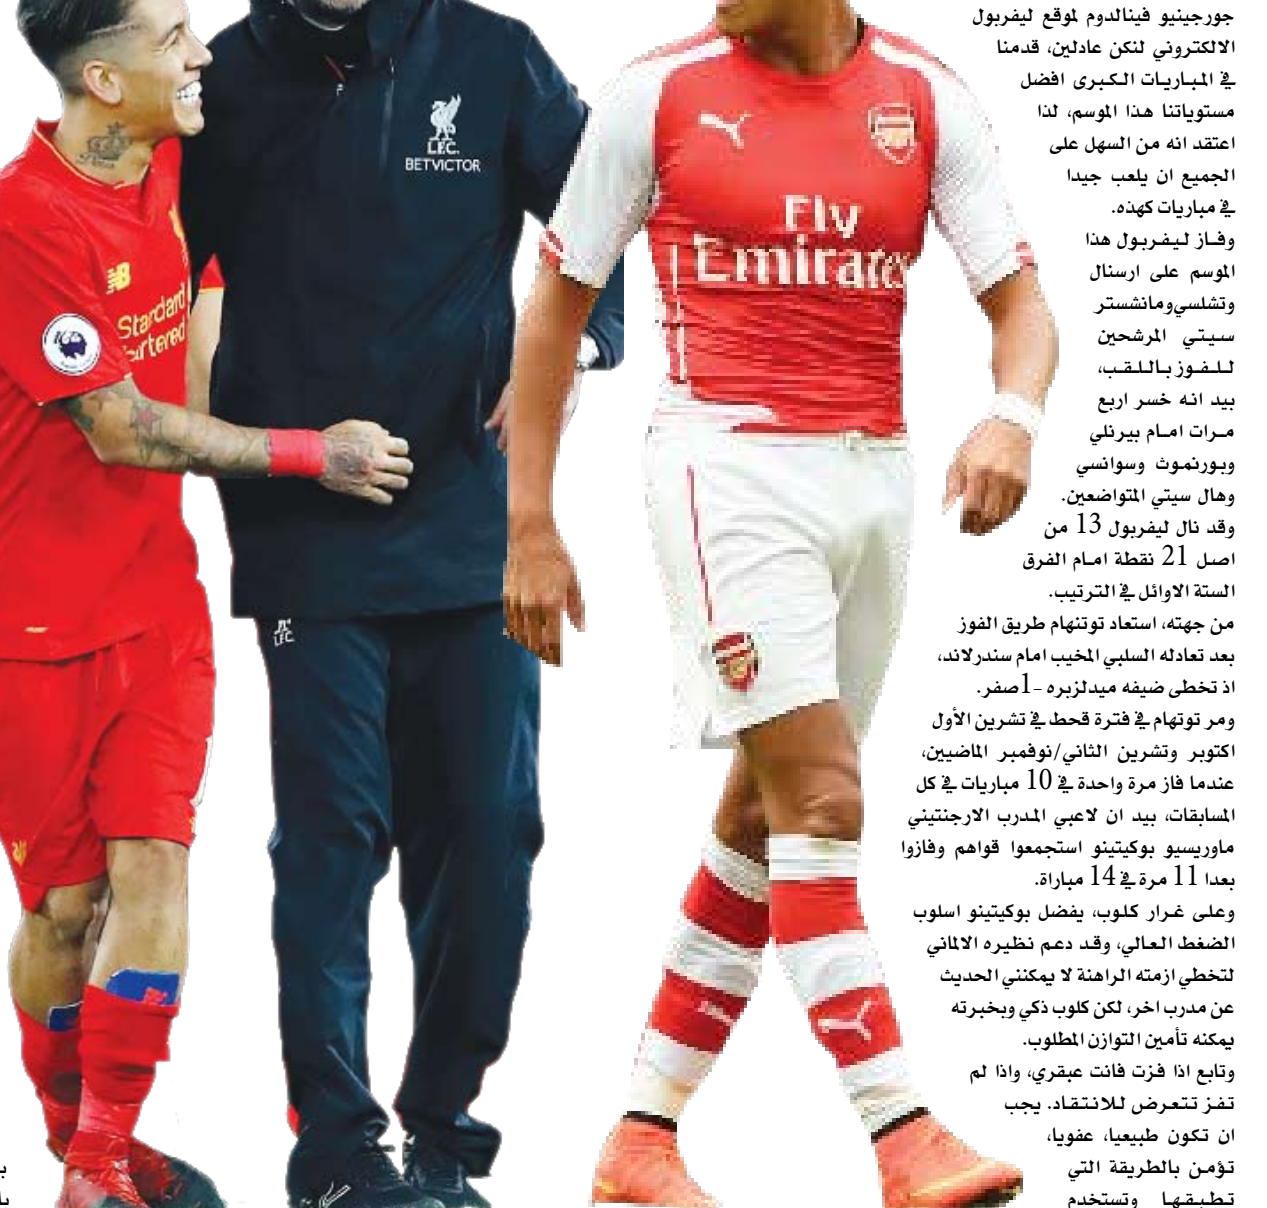 جورجينيو فينالدوم لموقع ليفربول
الالكتروني لنكن عادلين، قدمنا
في المباريات الكبرى افضل
مستوياتنا هذا الموسم، لذا
اعتقد انه من السهل على
الجميع ان يلعب جيدا
في مباريات كهذه.
وفاز ليفربول هذا
الموسم على ارسنال
وتشلسي ومانشستر
سيتي المرشحين
للفوز باللقب،
بيد انه خسر اربع
مرات امام بيرنلي
وبورنموث وسوانسي
وهال سيتي المتواضعين.
وقد نال ليفربول 13 من
اصل 21 نقطة امام الفرق
الستة الاوائل في الترتيب.
من جهته، استعاد توتنهام طريق الفوز
بعد تعادله السلبي المخيب امام سندرلاند،
اذ تخطى ضيفه ميدلزبره -1صفر.
ومر توتهام في فترة قحط في تشرين الأول
اكتوبر وتشرين الثاني/نوفمبر الماضيين،
عندما فاز مرة واحدة في 10 مباريات في كل
المسابقات، بيد ان لاعبي المدرب الارجنتيني
ماوريسيو بوكيتينو استجمعوا قواهم وفازوا
بعدا 11 مرة في 14 مباراة.
وعلى غرار كلوب، يفضل بوكيتينو اسلوب
الضغط العالي، وقد دعم نظيره الالماني
لتخطي ازمته الراهنة لا يمكنني الحديث
عن مدرب اخر، لكن كلوب ذكي وبخبرته
يمكنه تأمين التوازن المطلوب.
وتابع اذا فزت فانت عبقري، واذا لم
تفز تتعرض للانتقاد. يجب
ان تكون طبيعيا، عفويا،
تؤمن بالطريقة التي
تطبقها وتستخدم
L.F.C.
BETVICTOR
Fly
Emirates
NB
Standard
Chartered
LFC